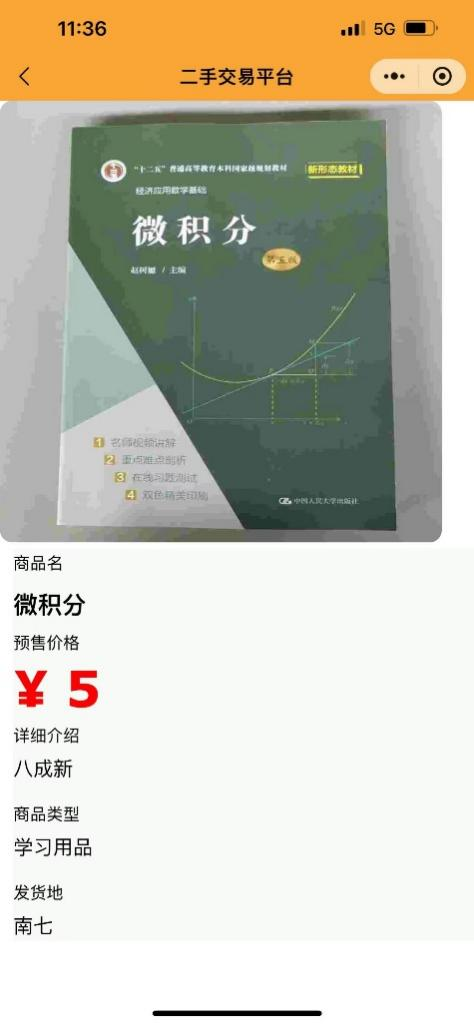 11:36
5G
二手交易平台
"十二五"普通高等教育本科国家级规划教材
新形态教材
经济应用数学基础
微积分
第五版
赵树嫄 / 主编
1 名师视频讲解
2 重点难点剖析
3 在线习题测试
4 双色精美印刷
中国人民大学出版社
商品名
微积分
预售价格
¥ 5
详细介绍
八成新
商品类型
学习用品
发货地
南七